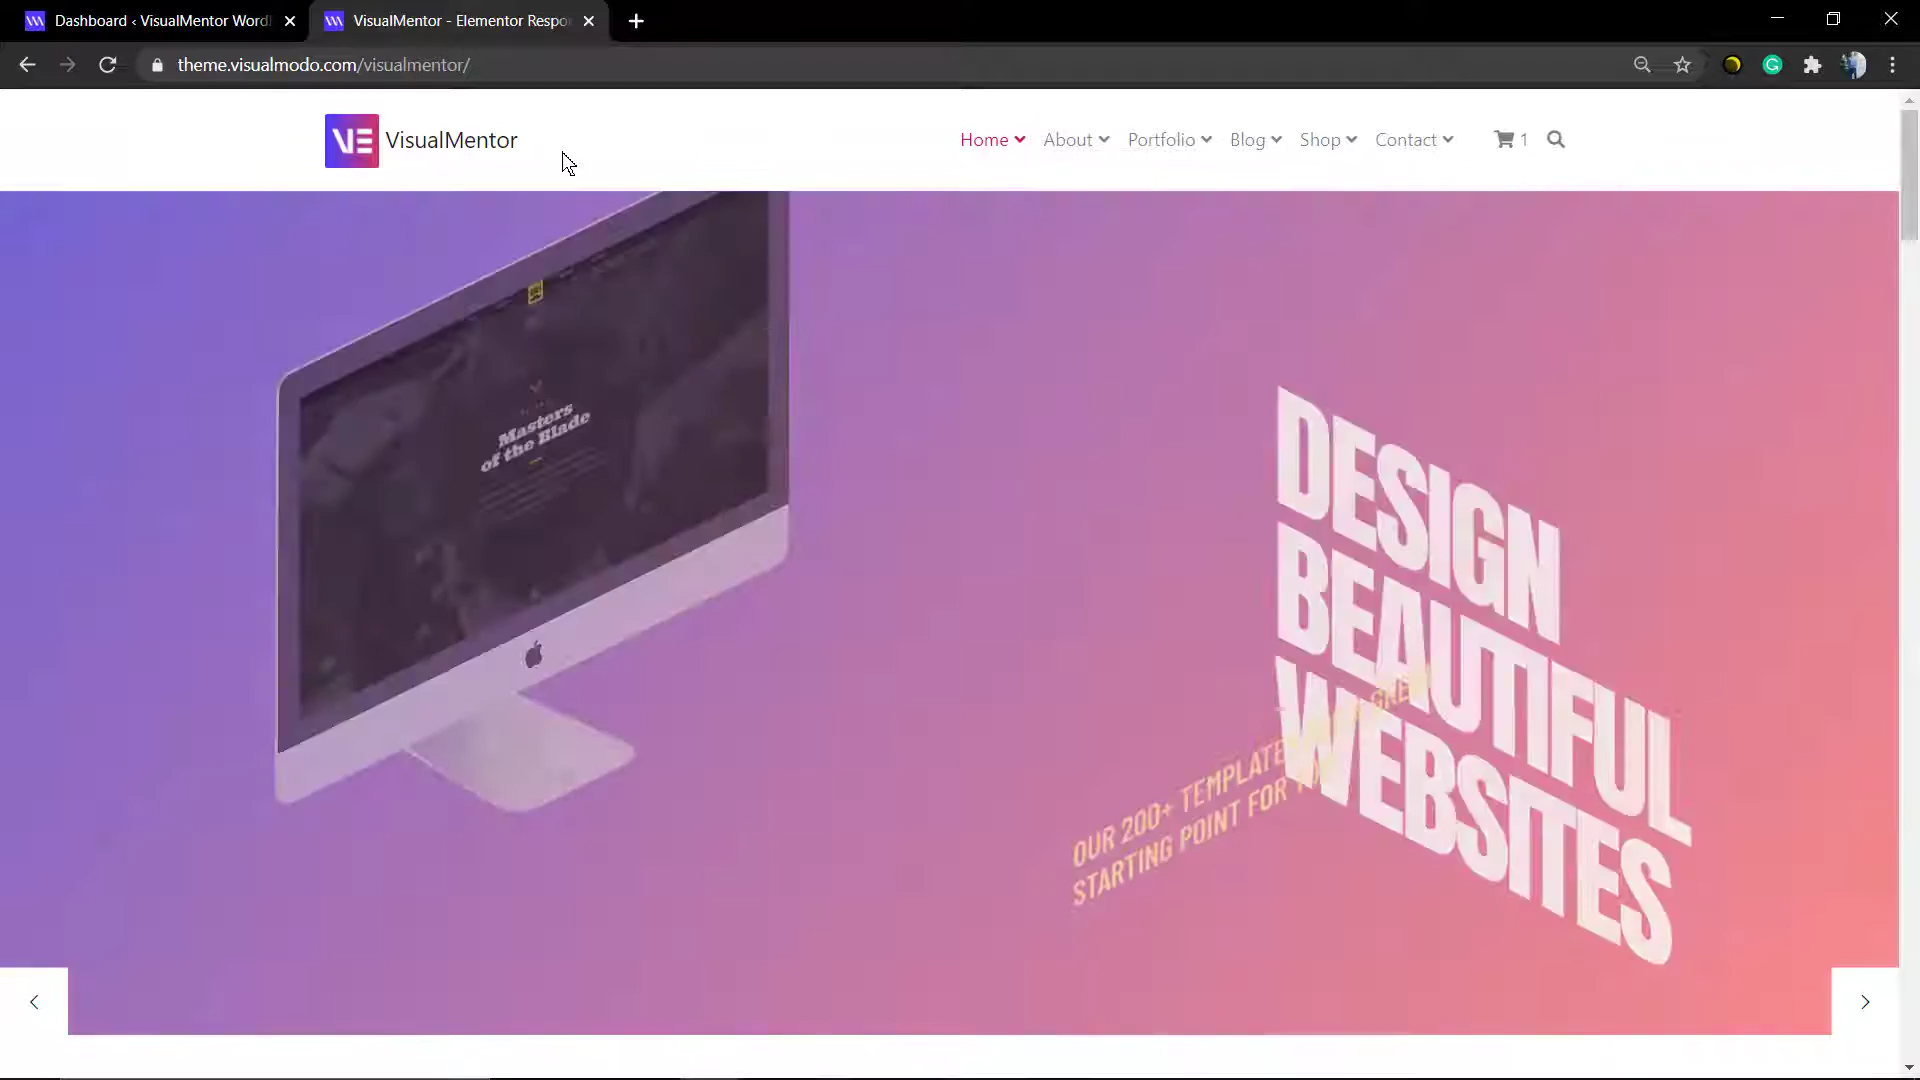 Dashboard ‹ VisualMentor Word
VisualMentor - Elementor Respo
theme.visualmodo.com/visualmentor/
VE VisualMentor
Home About Portfolio Blog Shop Contact 1
Masters
of the Blade
DESIGN
BEAUTIFUL
WEBSITES
OUR 200+ TEMPLATE
STARTING POINT FOR